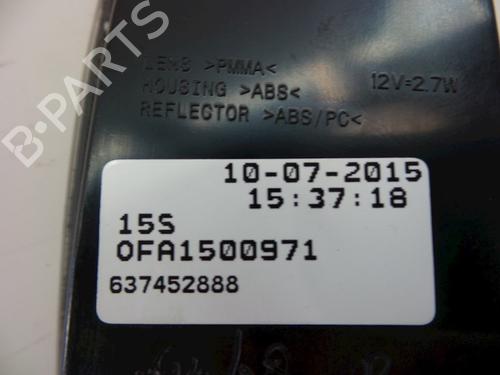 LENS >PMMA<
HOUSING >ABS<
12V=2.7W
REFLECTOR >ABS/PC<
10-07-2015
15:37:18
15S
OFA1500971
637452888
B-PARTS